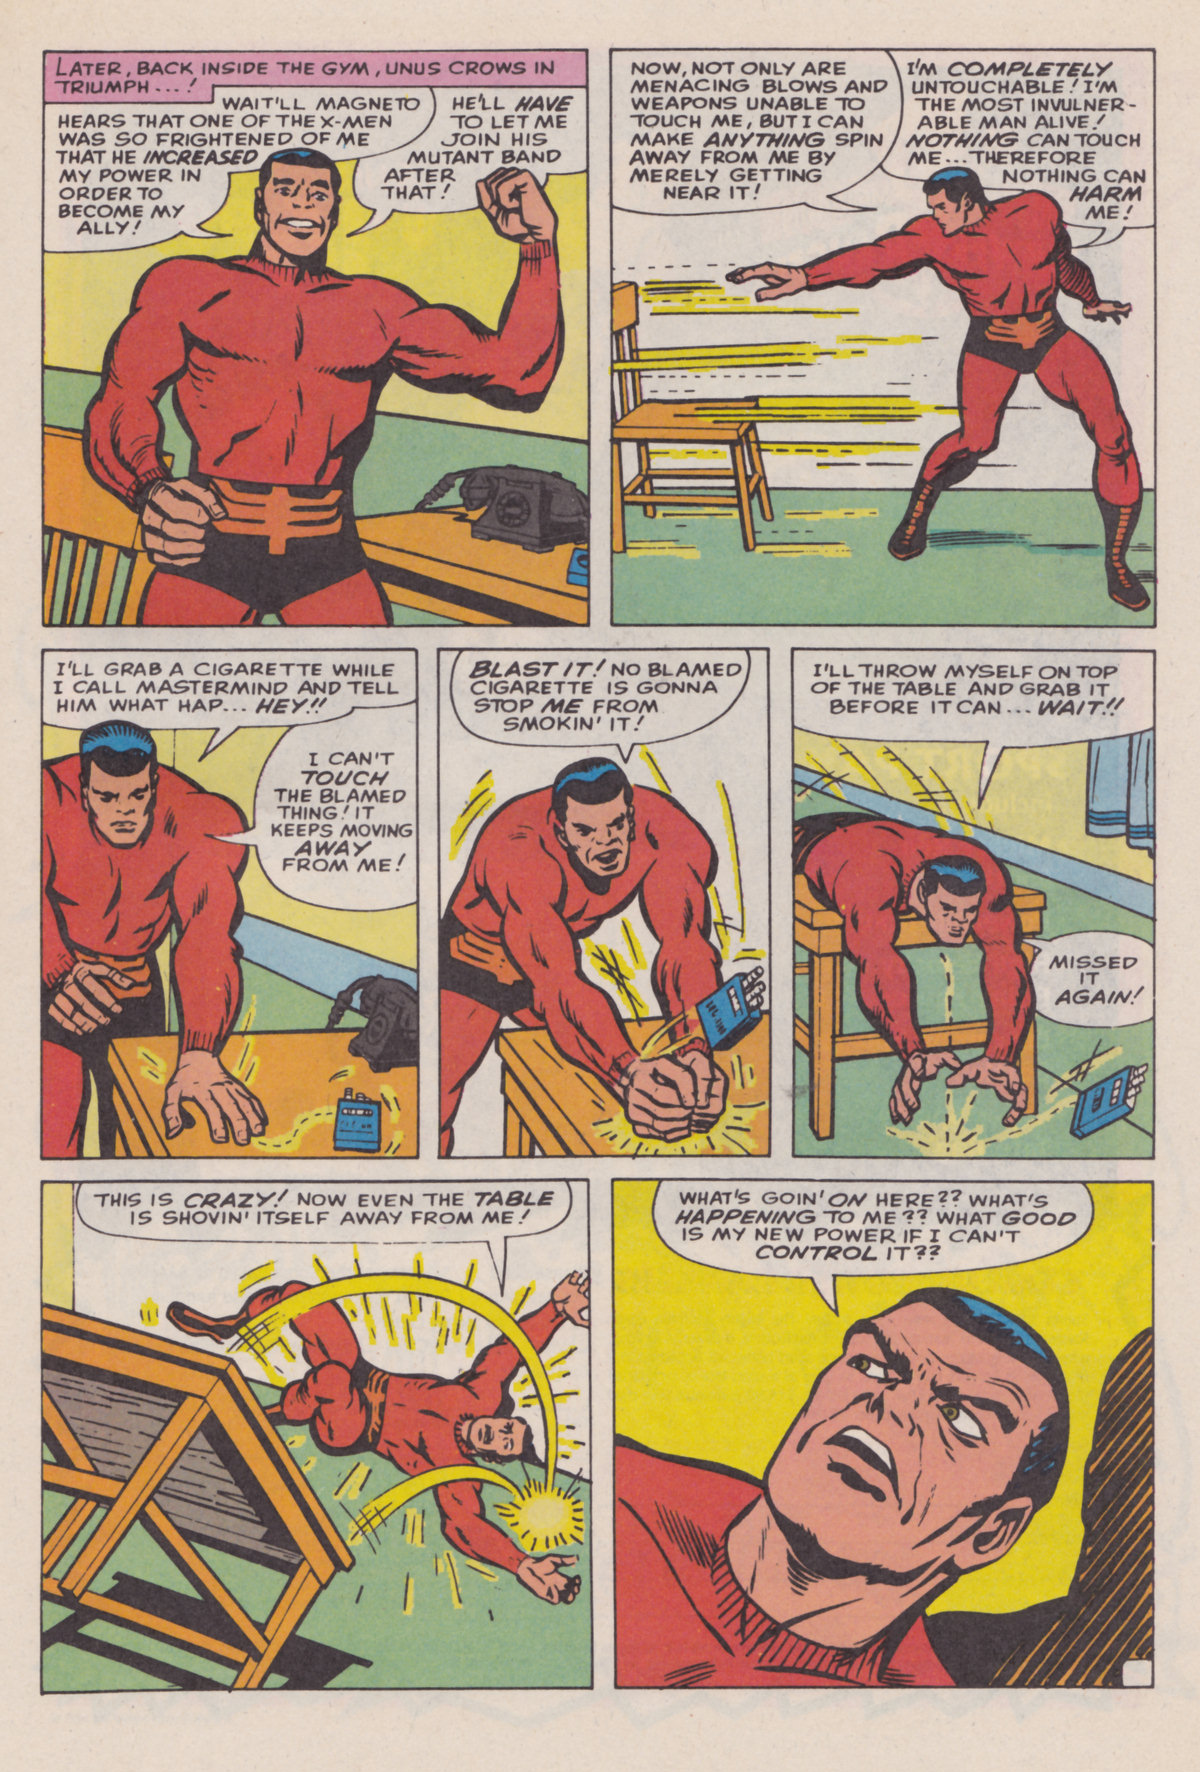 LATER, BACK INSIDE THE GYM, UNUS CROWS IN
TRIUMPH...!
WAIT'LL MAGNETO
HEARS THAT ONE OF THE X-MEN
WAS SO FRIGHTENED OF ME
THAT HE INCREASED
MY POWER IN
ORDER TO
BECOME MY
ALLY!
HE'LL HAVE
TO LET ME
JOIN HIS
MUTANT BAND
AFTER
THAT!
NOW, NOT ONLY ARE
MENACING BLOWS AND
WEAPONS UNABLE TO
TOUCH ME, BUT I CAN
MAKE ANYTHING SPIN
AWAY FROM ME BY
MERELY GETTING
NEAR IT!
I'M COMPLETELY
UNTOUCHABLE! I'M
THE MOST INVULNER-
ABLE MAN ALIVE!
NOTHING CAN TOUCH
ME...THEREFORE
NOTHING CAN
HARM
ME!
I'LL GRAB A CIGARETTE WHILE
I CALL MASTERMIND AND TELL
HIM WHAT HAP... HEY!!
I CAN'T
TOUCH
THE BLAMED
THING! IT
KEEPS MOVING
AWAY
FROM ME!
BLAST IT! NO BLAMED
CIGARETTE IS GONNA
STOP ME FROM
SMOKIN' IT!
I'LL THROW MYSELF ON TOP
OF THE TABLE AND GRAB IT
BEFORE IT CAN... WAIT!!
MISSED
IT
AGAIN!
THIS IS CRAZY! NOW EVEN THE TABLE
IS SHOVIN' ITSELF AWAY FROM ME!
WHAT'S GOIN' ON HERE?? WHAT'S
HAPPENING TO ME?? WHAT GOOD
IS MY NEW POWER IF I CAN'T
CONTROL IT??